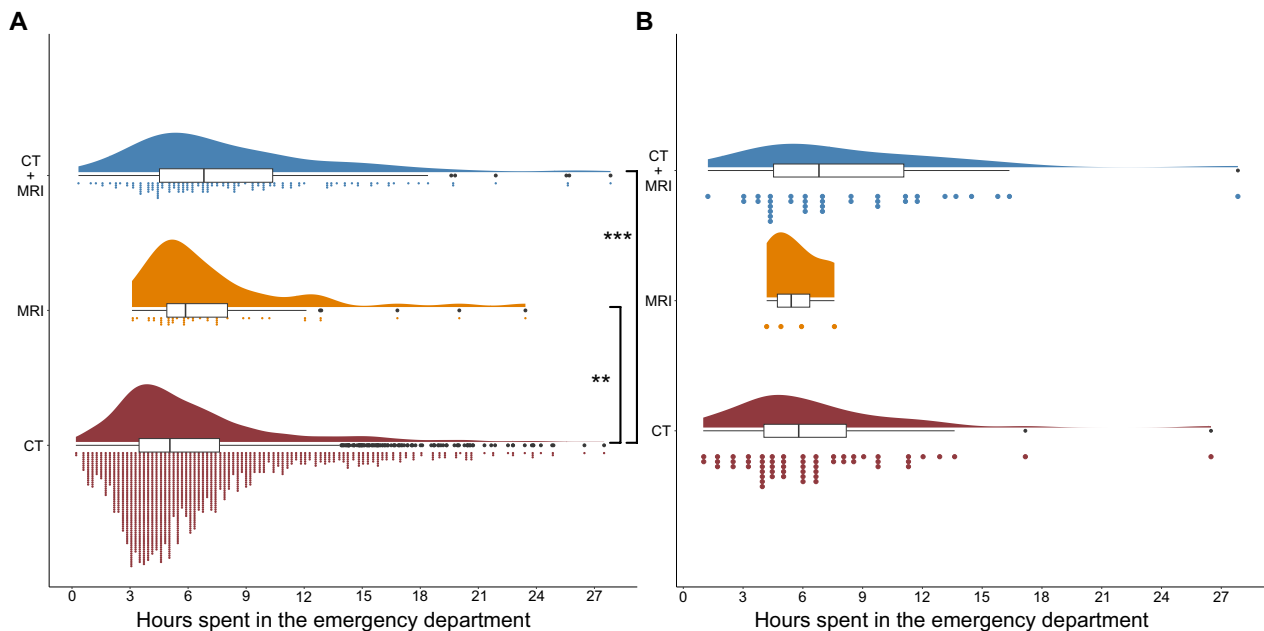 A
CT
+
MRI
***
MRI
**
CT
0 3 6 9 12 15 18 21 24 27
Hours spent in the emergency department
B
CT
+
MRI
MRI
CT
0 3 6 9 12 15 18 21 24 27
Hours spent in the emergency department